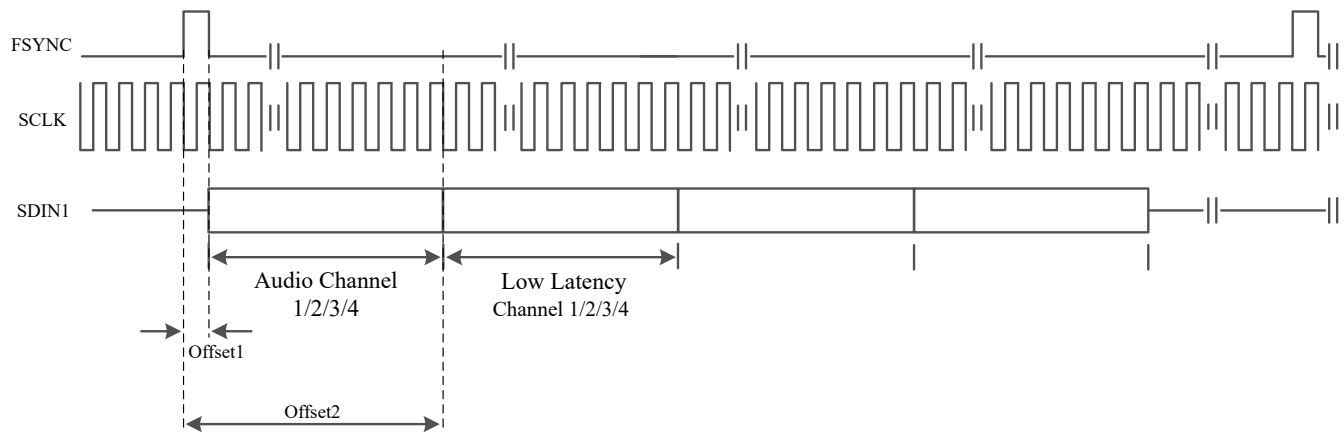 FSYNC
SCLK
SDIN1
Audio Channel
1/2/3/4
Low Latency
Channel 1/2/3/4
Offset1
Offset2